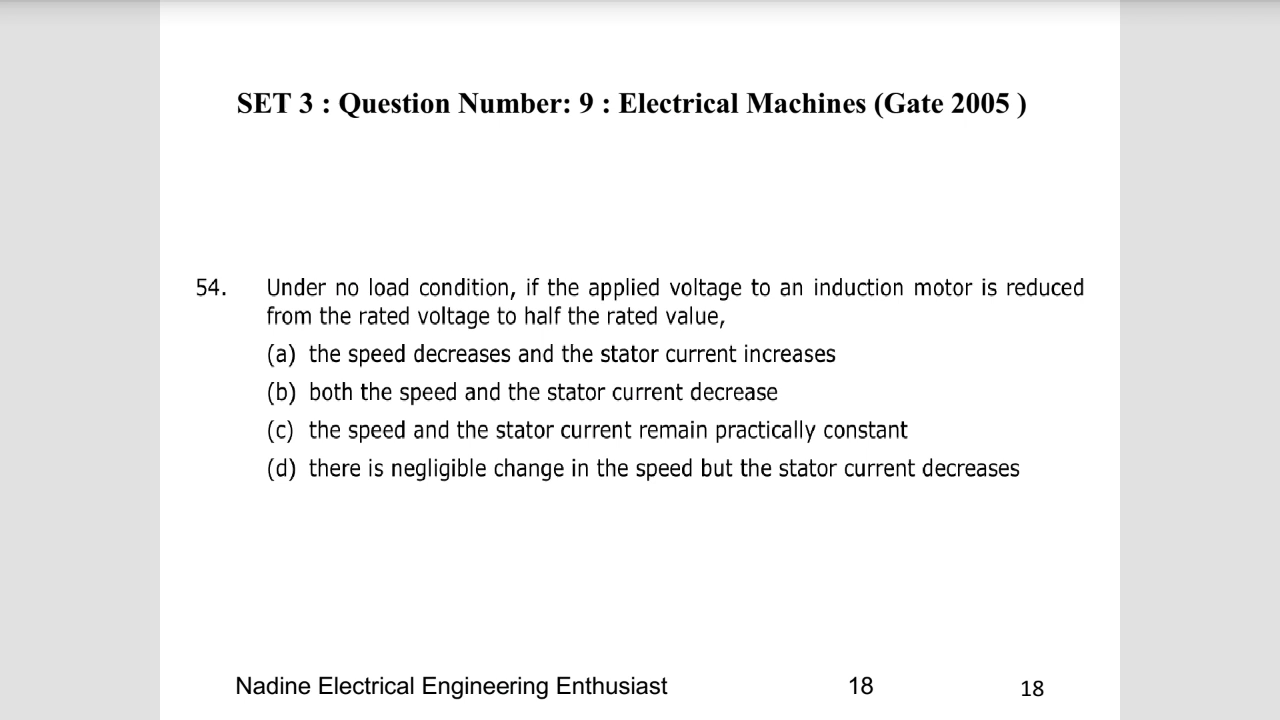 SET 3 : Question Number: 9 : Electrical Machines (Gate 2005 )
54. Under no load condition, if the applied voltage to an induction motor is reduced
from the rated voltage to half the rated value,
(a) the speed decreases and the stator current increases
(b) both the speed and the stator current decrease
(c) the speed and the stator current remain practically constant
(d) there is negligible change in the speed but the stator current decreases
Nadine Electrical Engineering Enthusiast 18 18